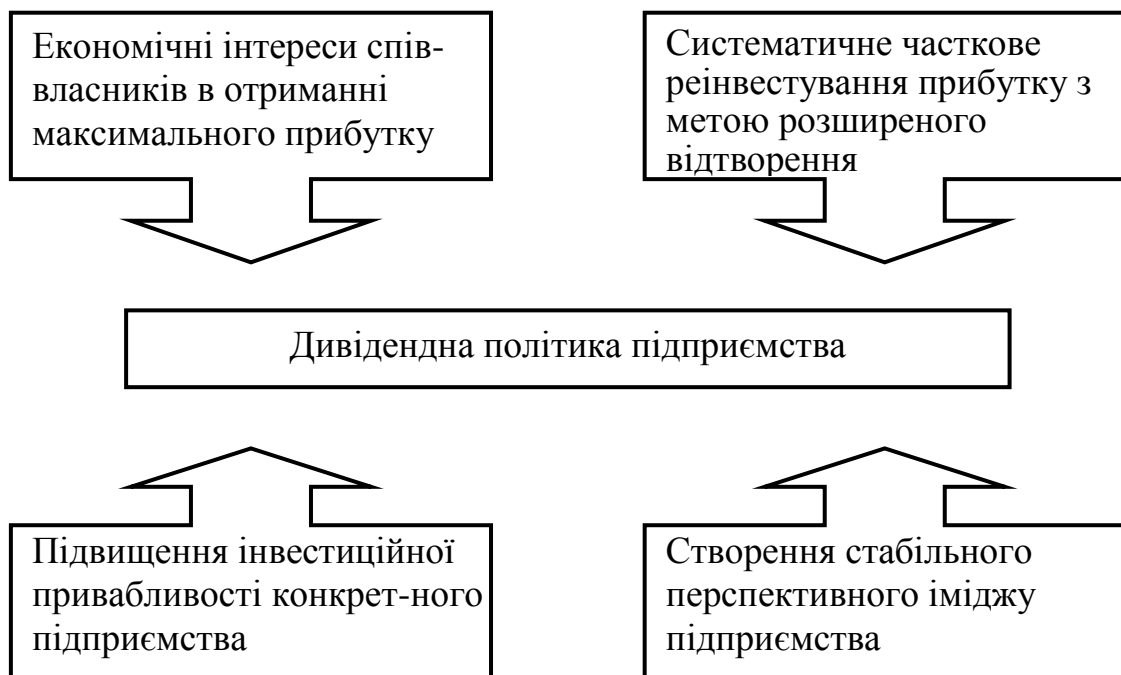 Економічні інтереси спів-
власників в отриманні
максимального прибутку
Систематичне часткове
реінвестування прибутку з
метою розширеного
відтворення
Дивідендна політика підприємства
Підвищення інвестиційної
привабливості конкрет-ного
підприємства
Створення стабільного
перспективного іміджу
підприємства